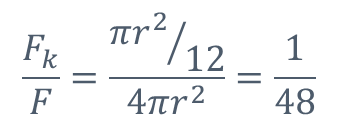 F_k / F = (πr²/12) / (4πr²) = 1/48